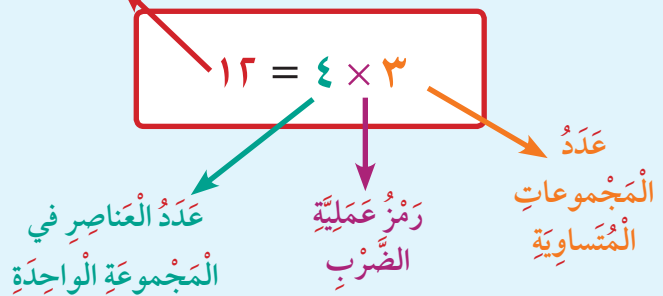 ٣ × ٤ = ١٢
عَدَدُ
الْمَجْموعاتِ
الْمُتَساوِيَةِ
رَمْزُ عَمَلِيَّةِ
الضَّرْبِ
عَدَدُ الْعَناصِرِ في
الْمَجْموعَةِ الْواحِدَةِ